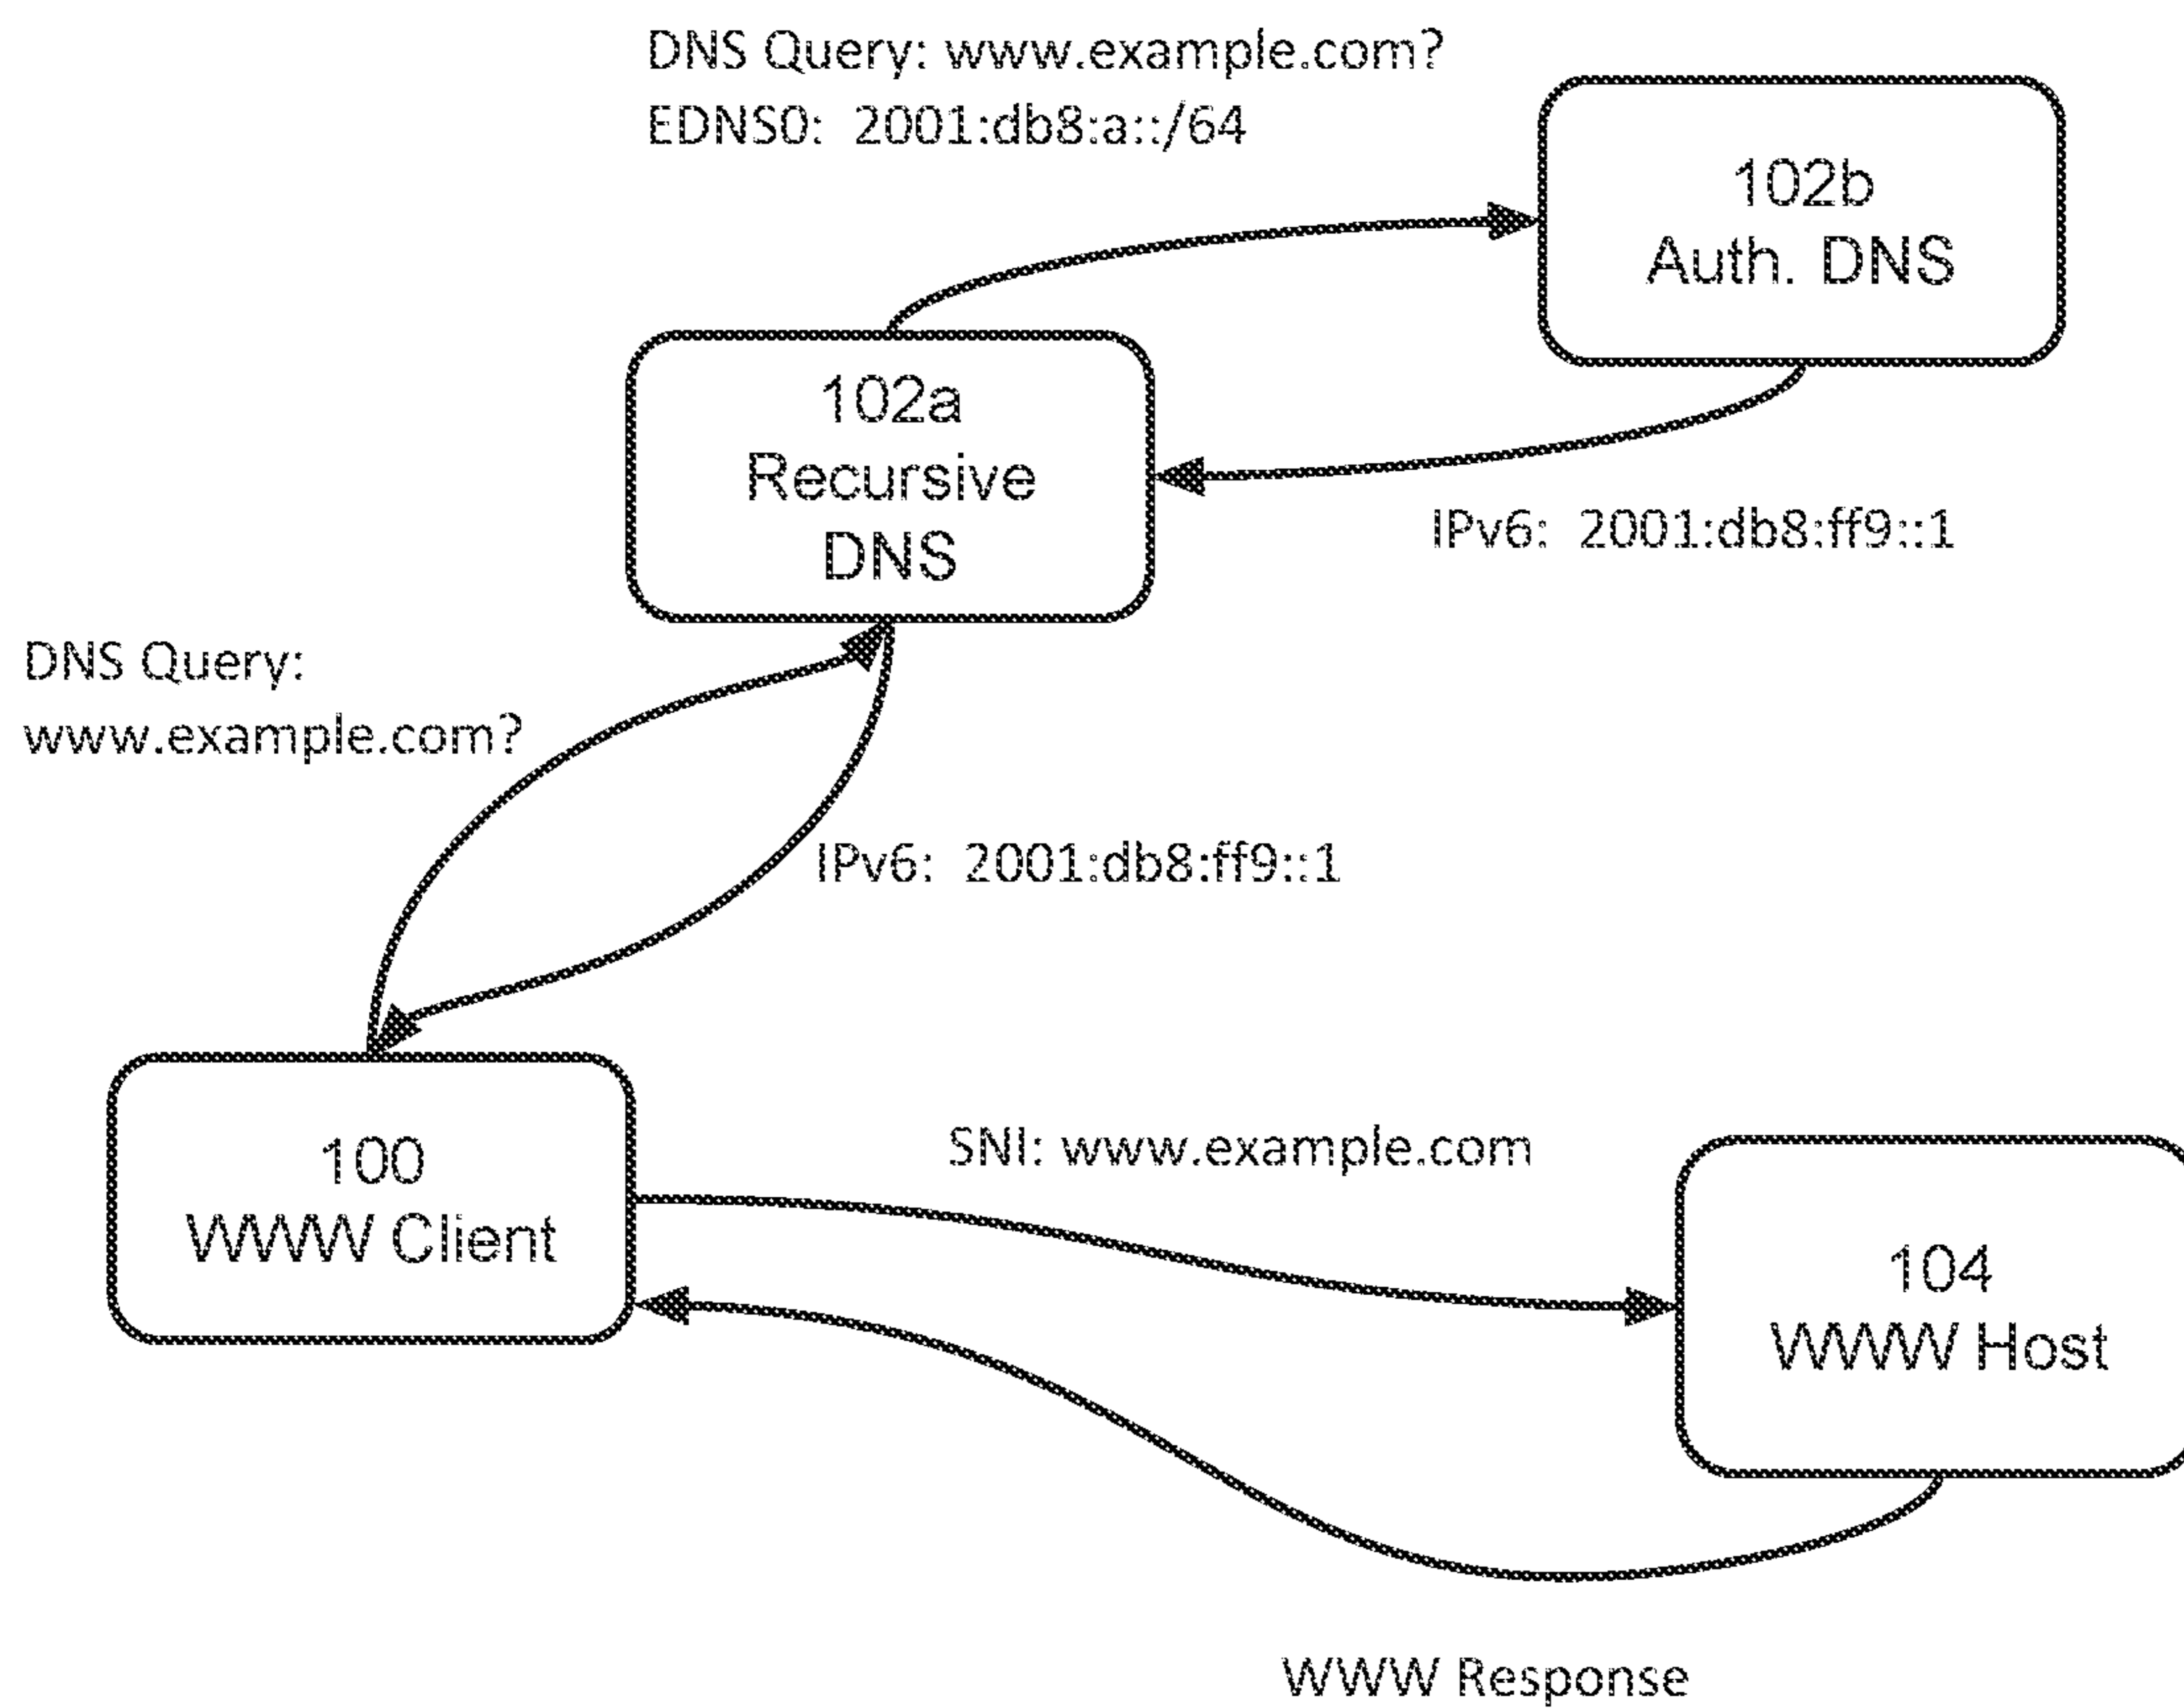 DNS Query: www.example.com?
EDNS0: 2001:db8:a::/64
102b
Auth. DNS
102a
Recursive
DNS
IPv6: 2001:db8:ff9::1
DNS Query:
www.example.com?
IPv6: 2001:db8:ff9::1
100
WWW Client
SNI: www.example.com
104
WWW Host
WWW Response